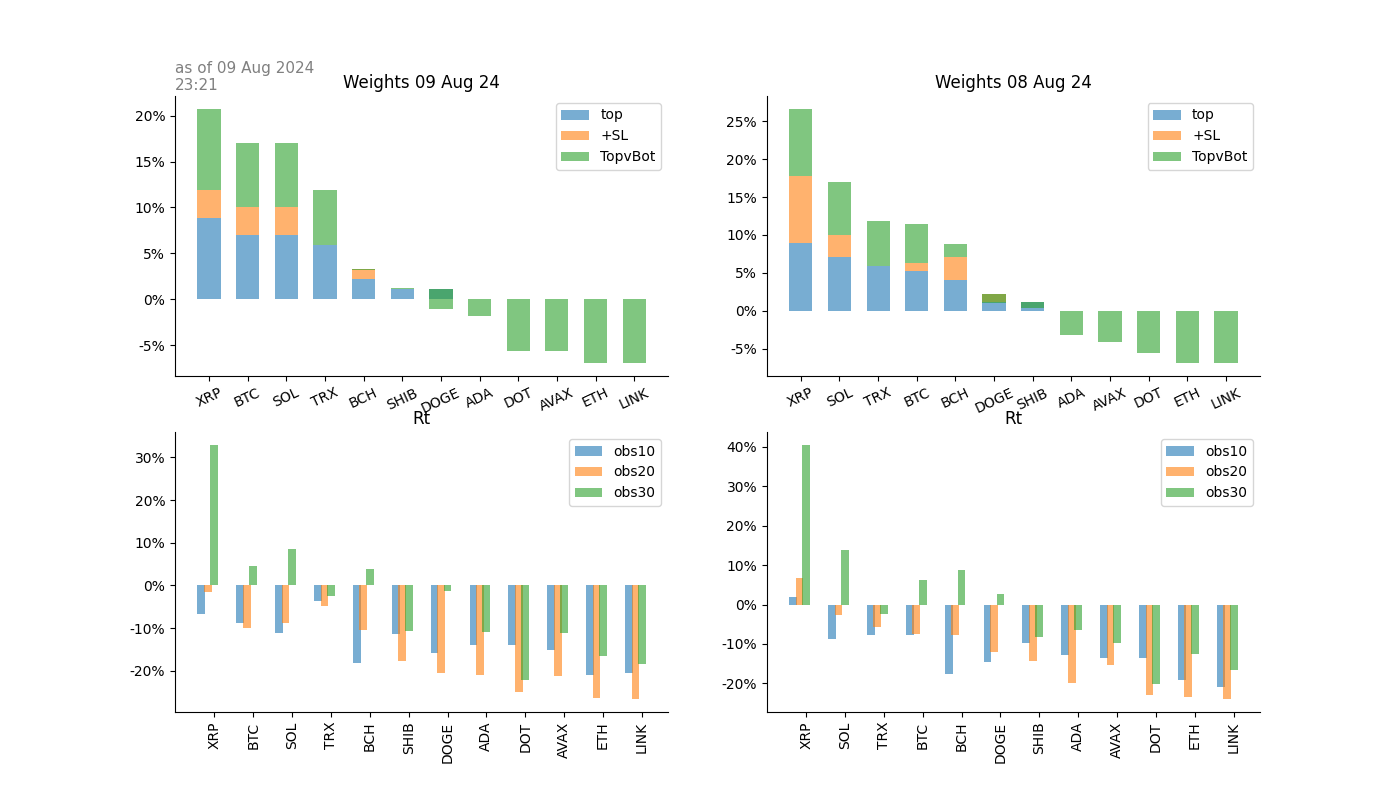 as of 09 Aug 2024
23:21
Weights 09 Aug 24
20%
15%
10%
5%
0%
-5%
top
+SL
TopvBot
XRP BTC SOL TRX BCH SHIB DOGE ADA DOT AVAX ETH LINK
Weights 08 Aug 24
25%
20%
15%
10%
5%
0%
-5%
top
+SL
TopvBot
XRP SOL TRX BTC BCH DOGE SHIB ADA AVAX DOT ETH LINK
Rt
30%
20%
10%
0%
-10%
-20%
obs10
obs20
obs30
XRP BTC SOL TRX BCH SHIB DOGE ADA DOT AVAX ETH LINK
Rt
40%
30%
20%
10%
0%
-10%
-20%
obs10
obs20
obs30
XRP SOL TRX BTC BCH DOGE SHIB ADA AVAX DOT ETH LINK